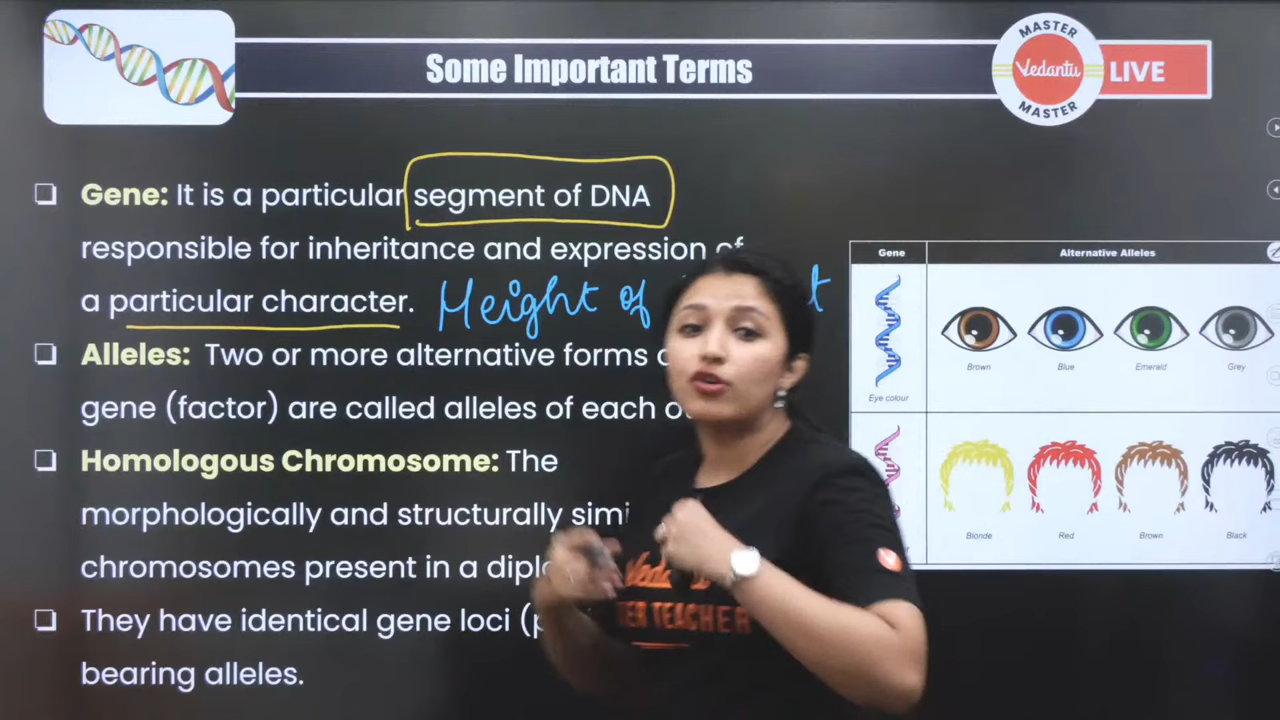 Some Important Terms
MASTER
Vedantu
MASTER
LIVE
❑ Gene: It is a particular segment of DNA
responsible for inheritance and expression of
a particular character. Height of
❑ Alleles: Two or more alternative forms
gene (factor) are called alleles of each
❑ Homologous Chromosome: The
morphologically and structurally
chromosomes present in a
❑ They have identical gene loci
bearing alleles.
Gene Alternative Alleles
Brown Blue Emerald Grey
Eye colour
Blonde Red Brown Black
TEACHER